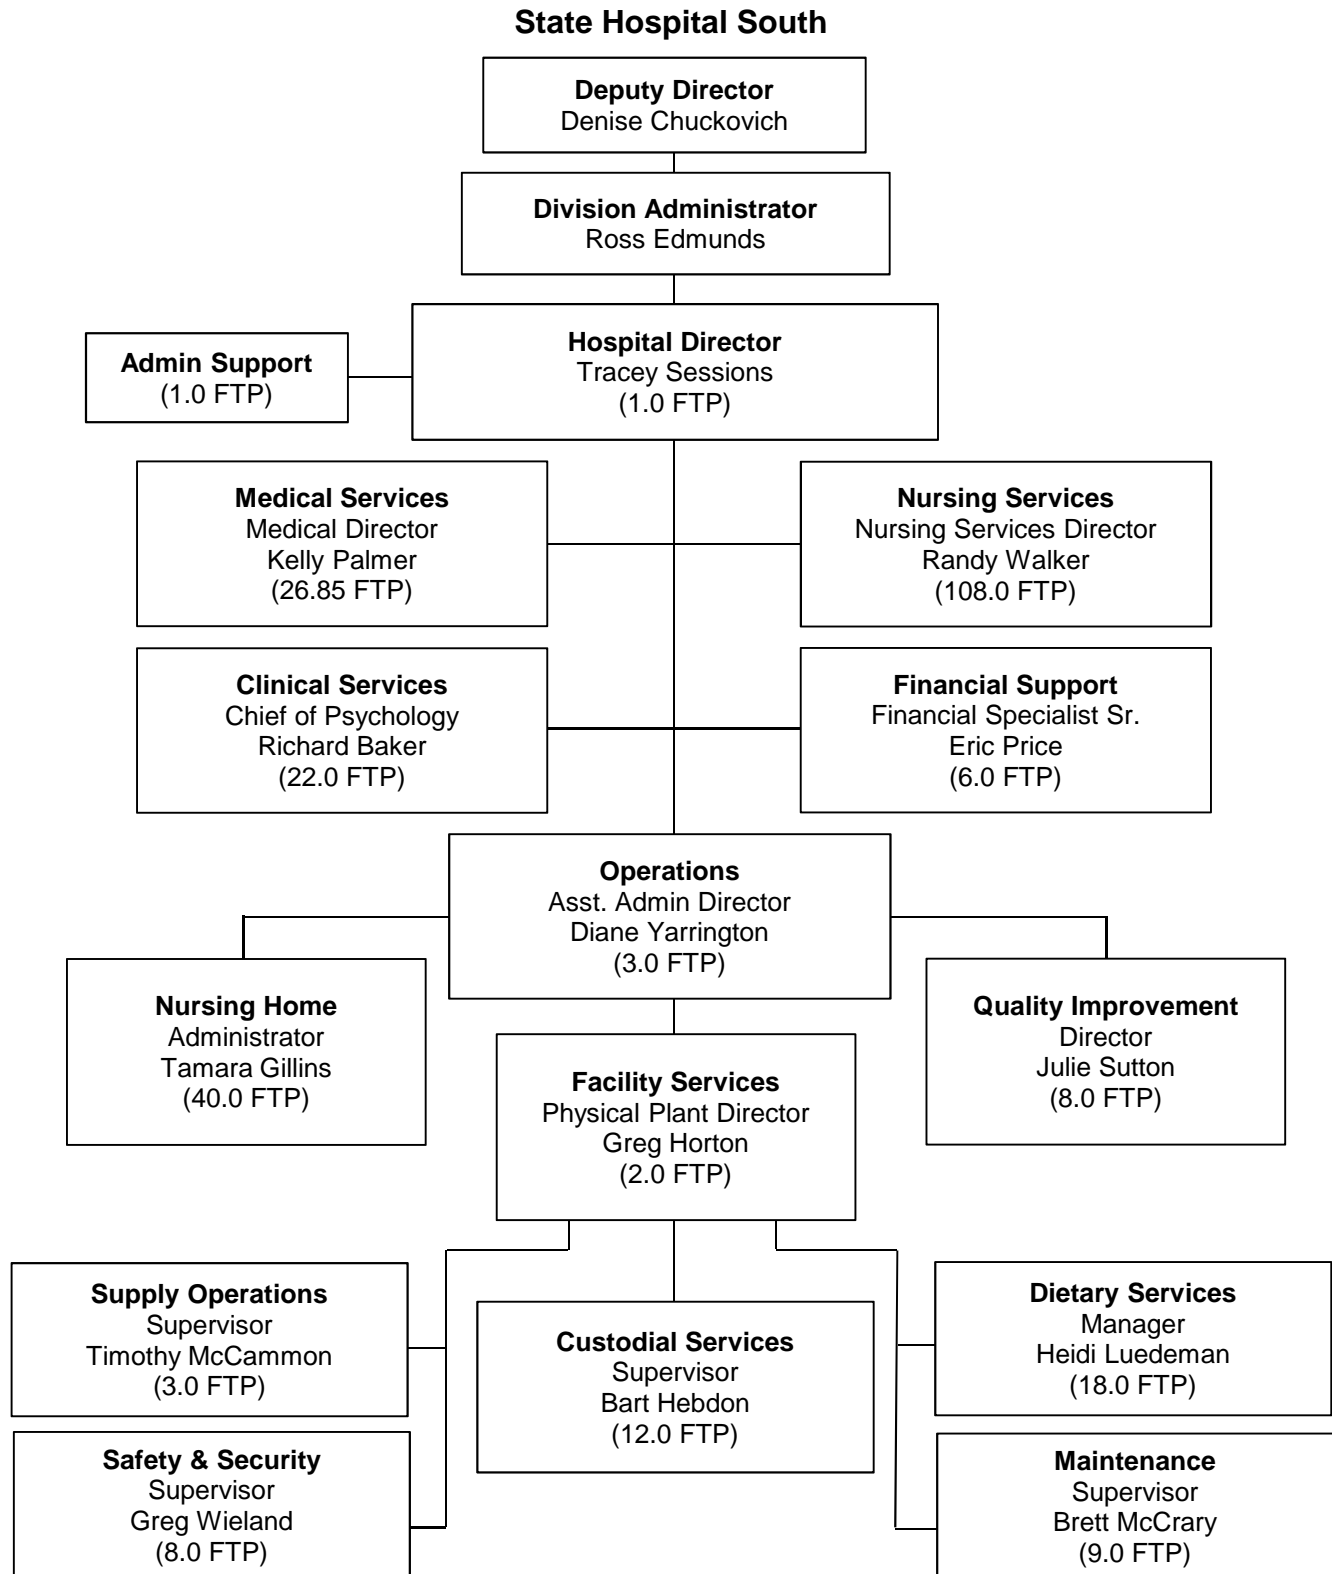 State Hospital South
Deputy Director
Denise Chuckovich
Division Administrator
Ross Edmunds
Hospital Director
Tracey Sessions
(1.0 FTP)
Admin Support
(1.0 FTP)
Medical Services
Medical Director
Kelly Palmer
(26.85 FTP)
Nursing Services
Nursing Services Director
Randy Walker
(108.0 FTP)
Clinical Services
Chief of Psychology
Richard Baker
(22.0 FTP)
Financial Support
Financial Specialist Sr.
Eric Price
(6.0 FTP)
Operations
Asst. Admin Director
Diane Yarrington
(3.0 FTP)
Nursing Home
Administrator
Tamara Gillins
(40.0 FTP)
Facility Services
Physical Plant Director
Greg Horton
(2.0 FTP)
Quality Improvement
Director
Julie Sutton
(8.0 FTP)
Supply Operations
Supervisor
Timothy McCammon
(3.0 FTP)
Custodial Services
Supervisor
Bart Hebdon
(12.0 FTP)
Dietary Services
Manager
Heidi Luedeman
(18.0 FTP)
Safety & Security
Supervisor
Greg Wieland
(8.0 FTP)
Maintenance
Supervisor
Brett McCrary
(9.0 FTP)